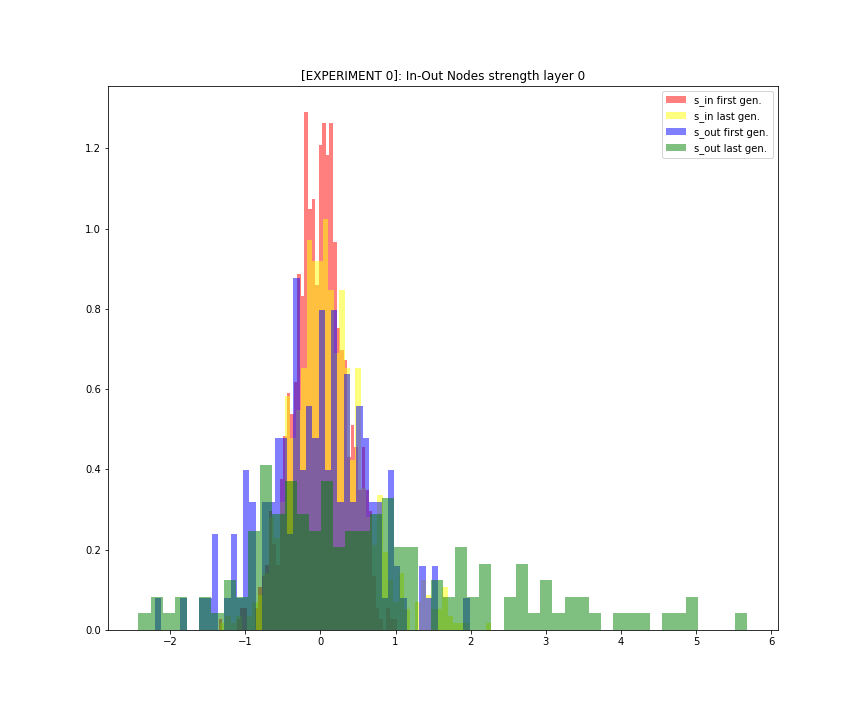 [EXPERIMENT 0]: In-Out Nodes strength layer 0
s_in first gen.
s_in last gen.
s_out first gen.
s_out last gen.
1.2
1.0
0.8
0.6
0.4
0.2
0.0
−2 −1 0 1 2 3 4 5 6